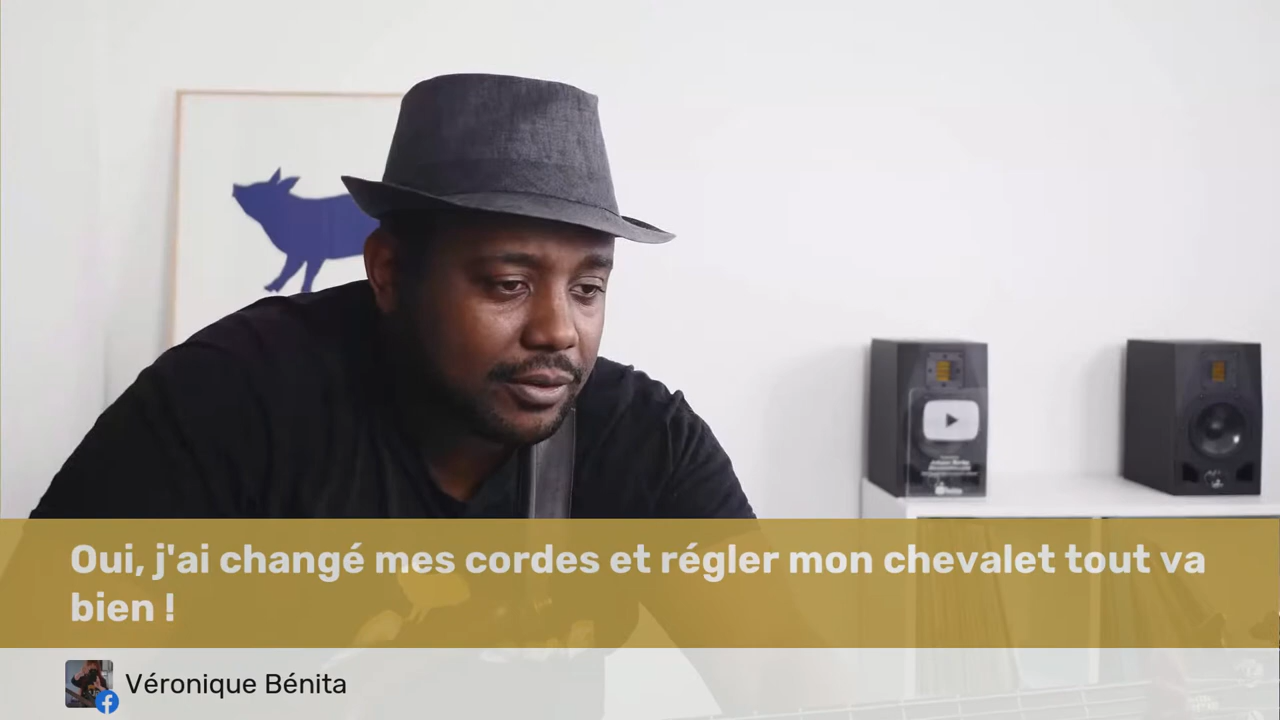 Oui, j'ai changé mes cordes et régler mon chevalet tout va
bien !
Véronique Bénita